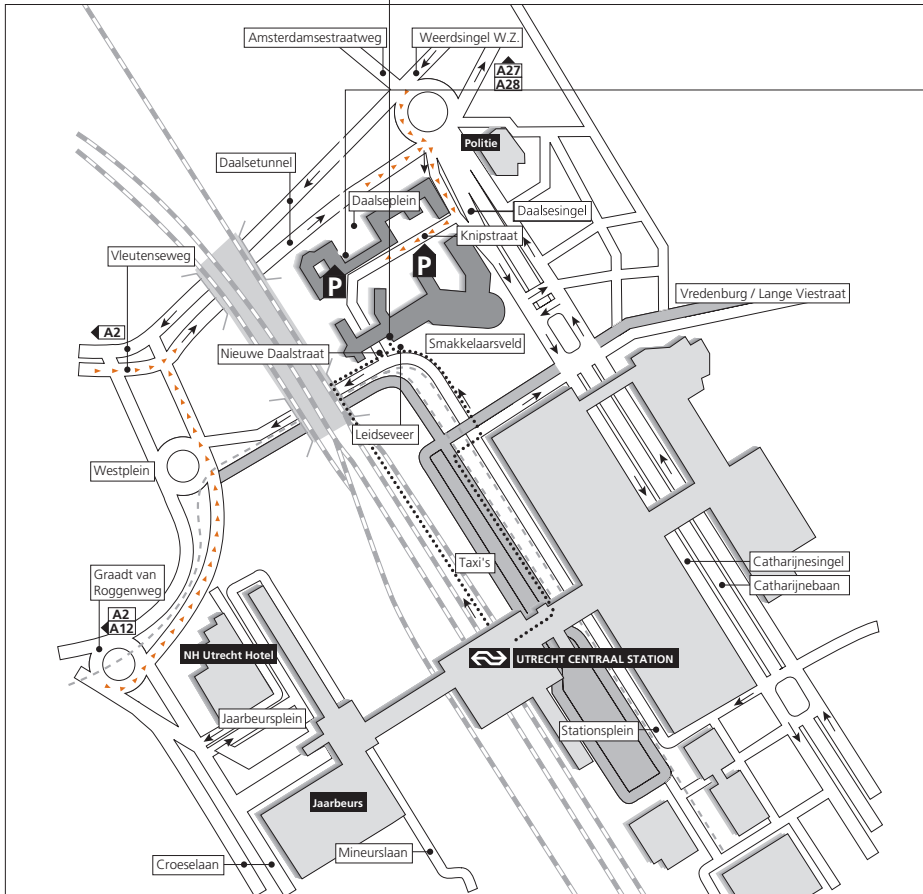 Amsterdamsestraatweg
Weerdsingel W.Z.
A27
A28
Politie
Daalsetunnel
Daalseplein
Daalsesingel
Knipstraat
Vleutenseweg
P
P
Vredenburg / Lange Viestraat
A2
Smakkelaarsveld
Nieuwe Daalstraat
Leidseveer
Westplein
Taxi's
Catharijnesingel
Catharijnebaan
Graadt van
Roggenweg
A2
A12
NH Utrecht Hotel
UTRECHT CENTRAAL STATION
Jaarbeursplein
Stationsplein
Jaarbeurs
Mineurslaan
Croeselaan